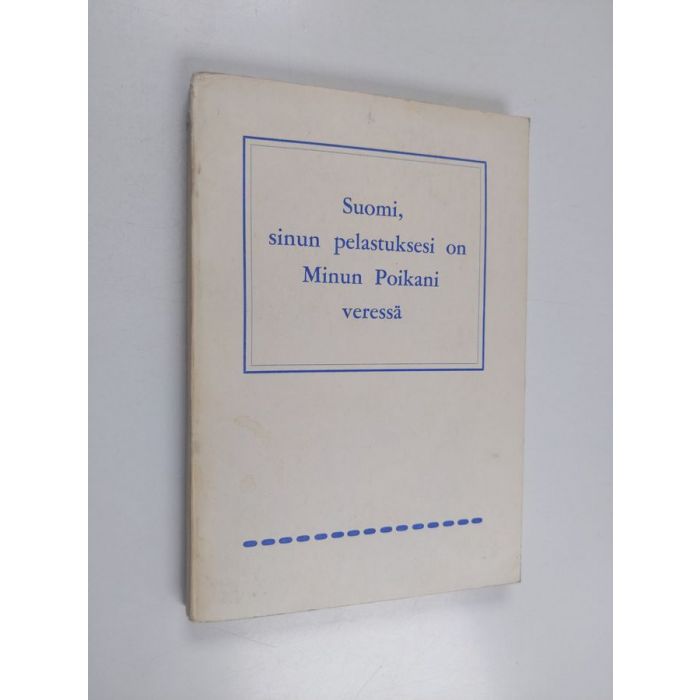 Suomi,
sinun pelastuksesi on
Minun Poikani
veressä